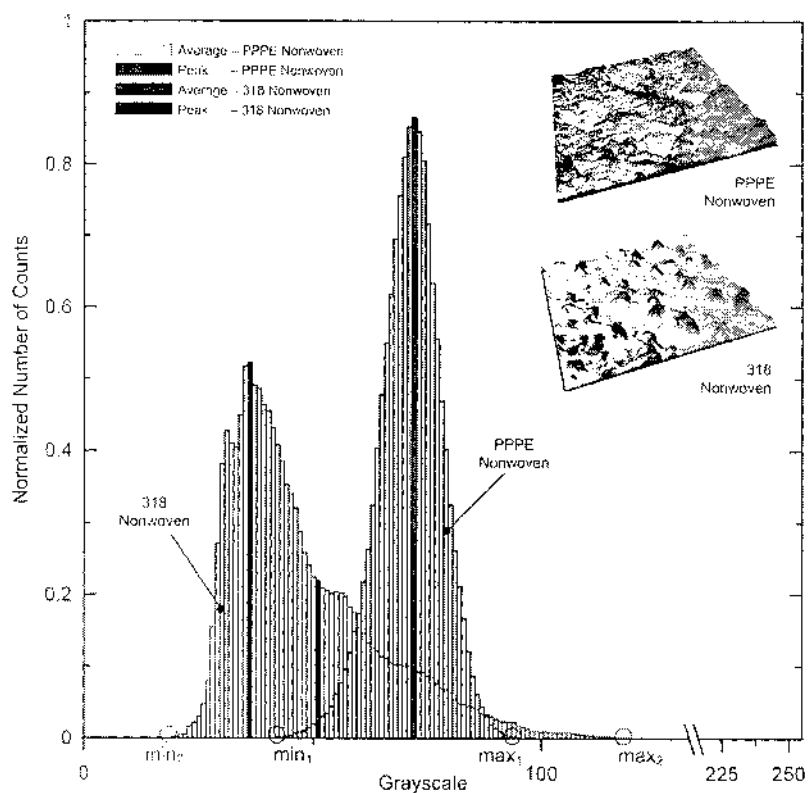 1
Average – PPPE Nonwoven
Peak – PPPE Nonwoven
Average - 318 Nonwoven
Peak - 318 Nonwoven
PPPE
Nonwoven
0.8
0.6
318
Nonwoven
Normalized Number of Counts
PPPE
Nonwoven
0.4
318
Nonwoven
0.2
0
min₂
min₁
max₁
max₂
0
100
225
250
Grayscale